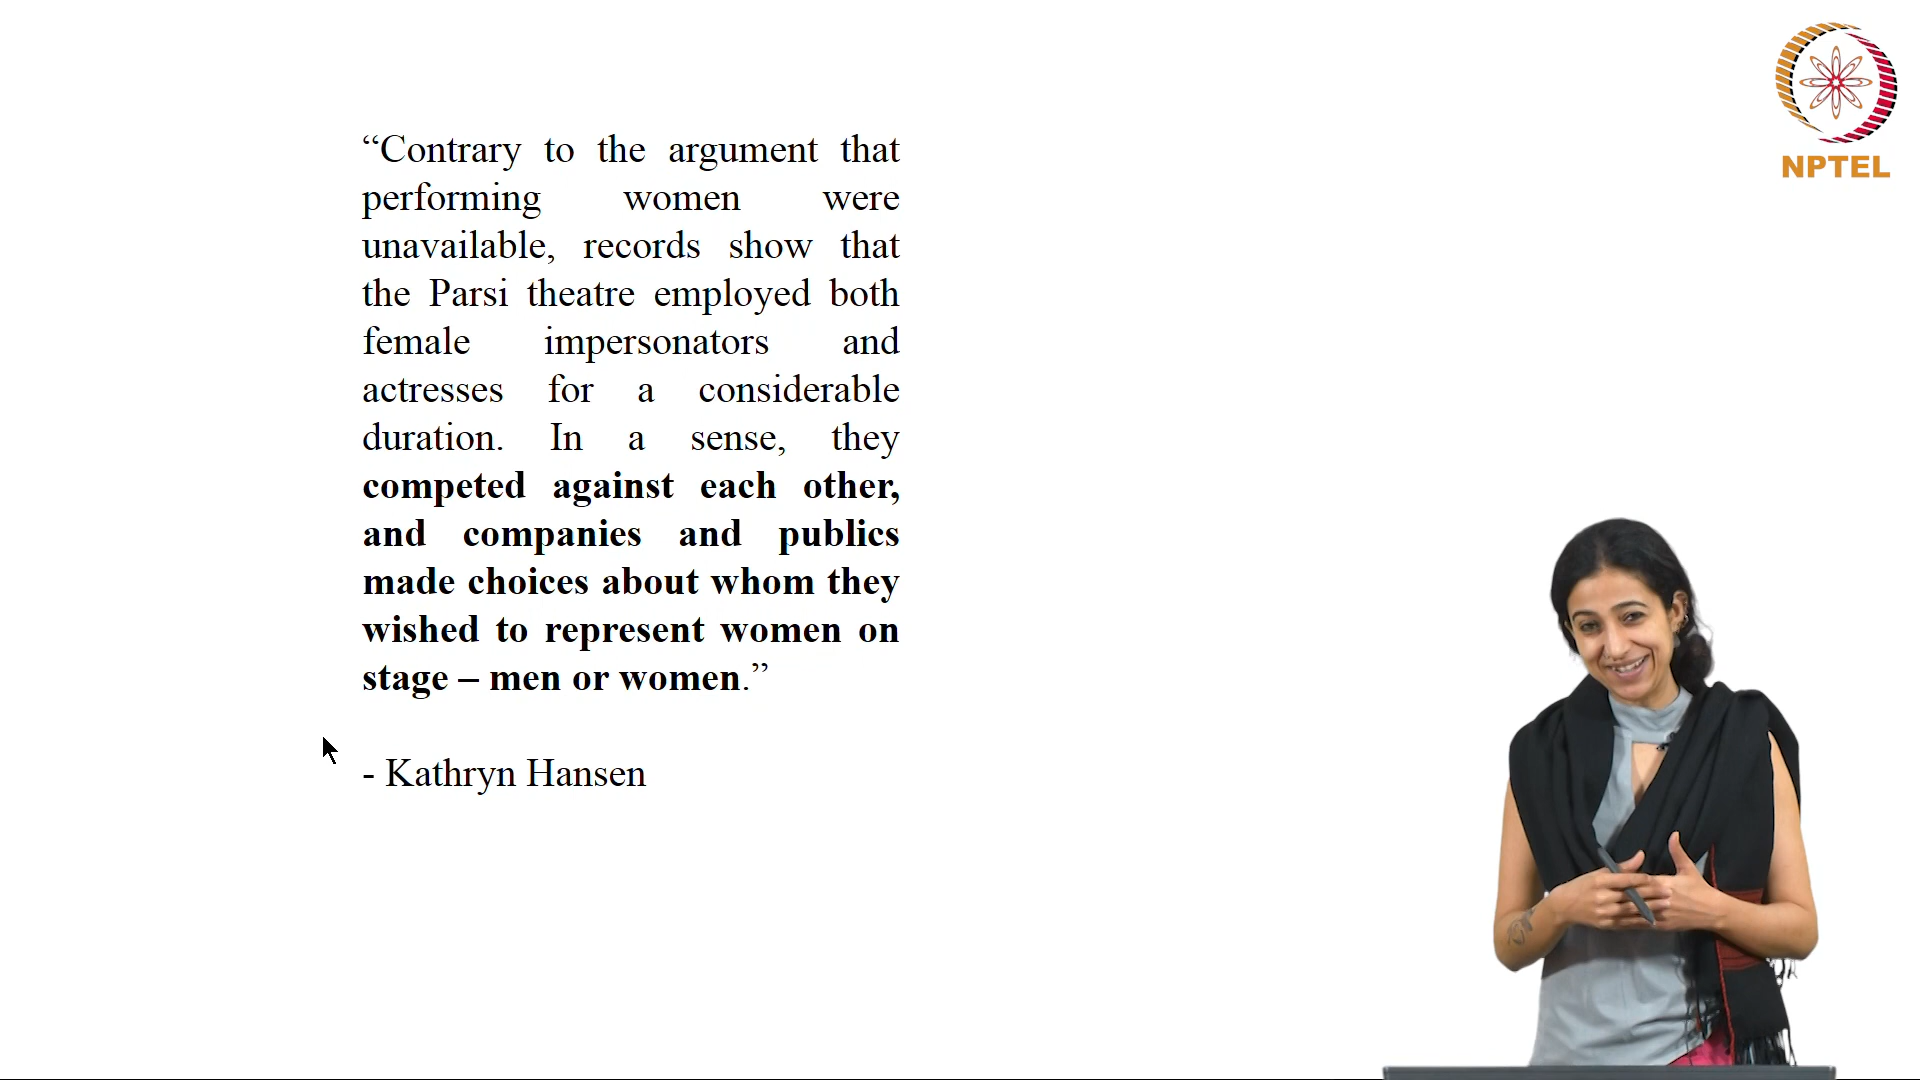 “Contrary to the argument that
performing women were
unavailable, records show that
the Parsi theatre employed both
female impersonators and
actresses for a considerable
duration. In a sense, they
competed against each other,
and companies and publics
made choices about whom they
wished to represent women on
stage – men or women.”
- Kathryn Hansen
NPTEL